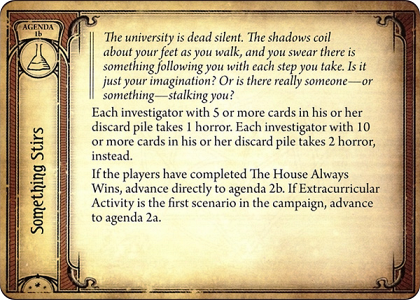 AGENDA
1b
Something Stirs
The university is dead silent. The shadows coil
about your feet as you walk, and you swear there is
something following you with each step you take. Is it
just your imagination? Or is there really someone—or
something—stalking you?
Each investigator with 5 or more cards in his or her
discard pile takes 1 horror. Each investigator with 10
or more cards in his or her discard pile takes 2 horror,
instead.
If the players have completed The House Always
Wins, advance directly to agenda 2b. If Extracurricular
Activity is the first scenario in the campaign, advance
to agenda 2a.